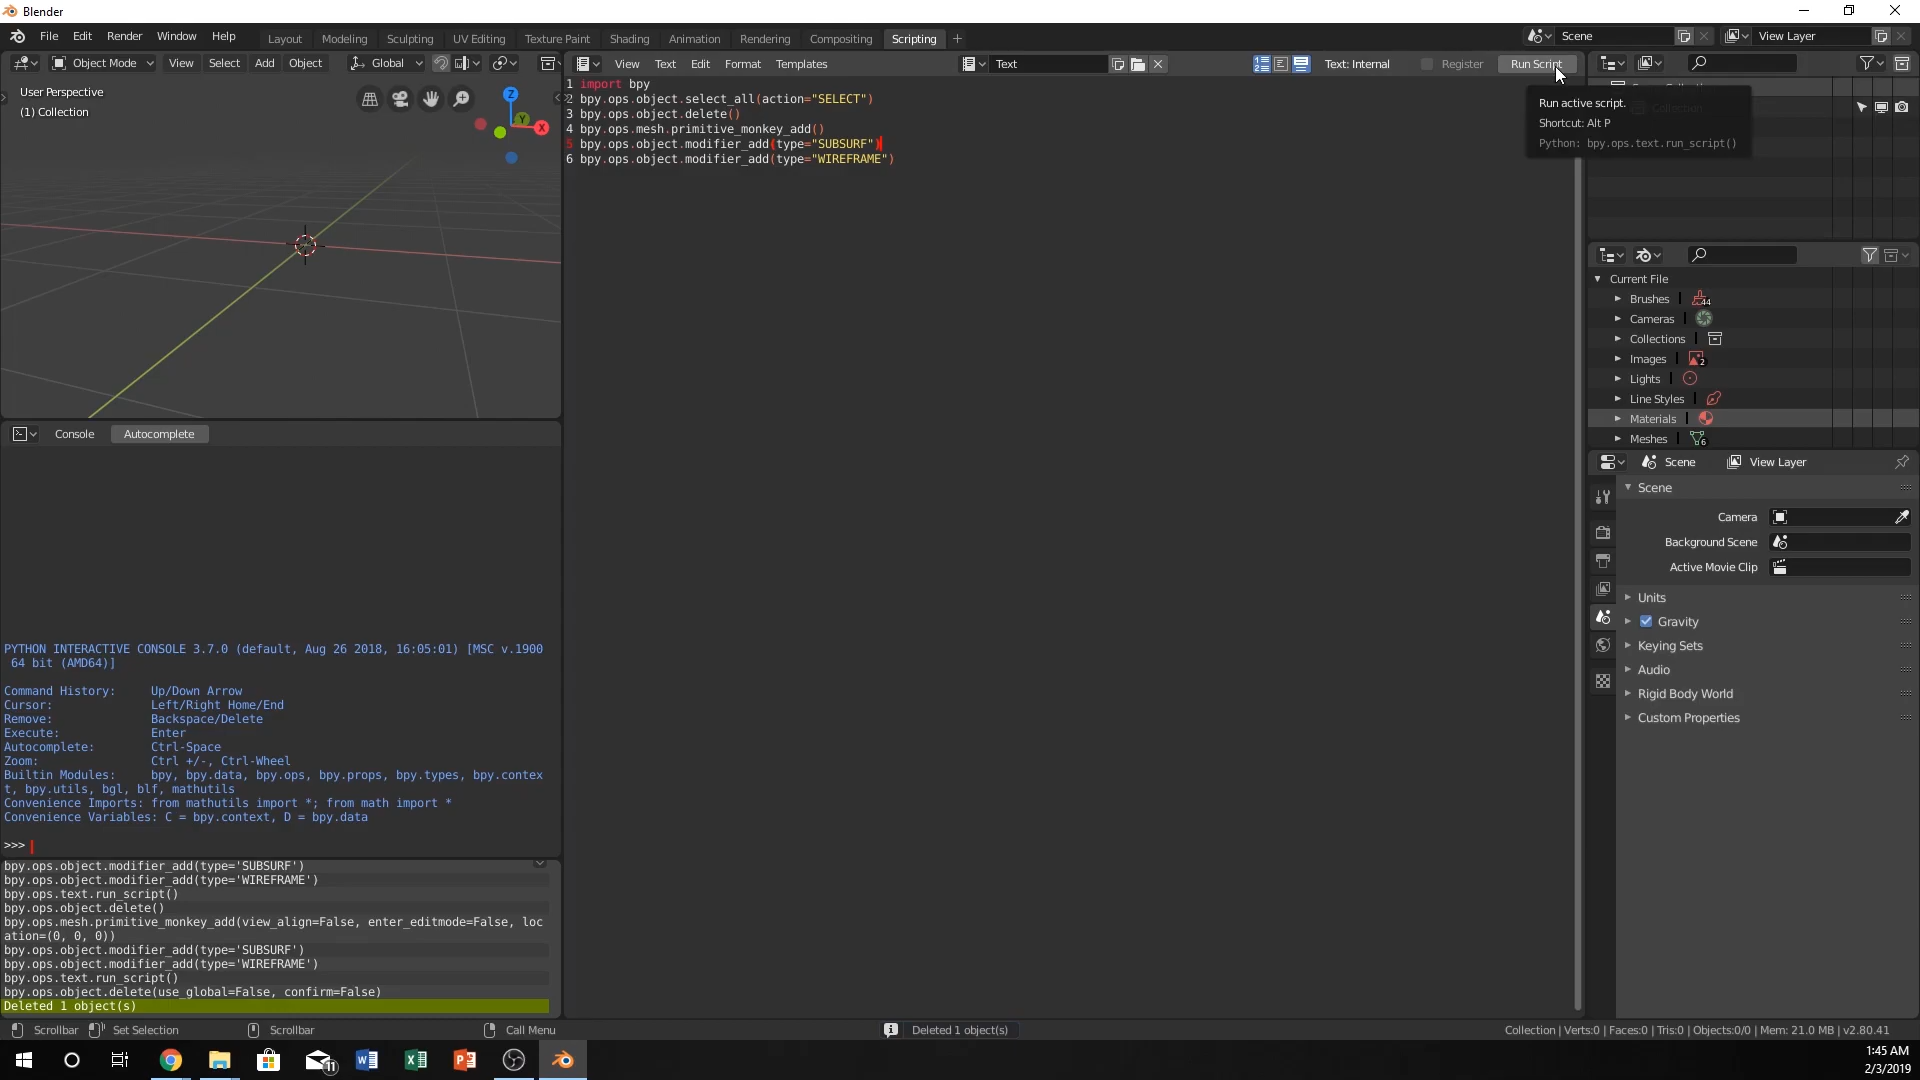 Blender
File Edit Render Window Help
Layout Modeling Sculpting UV Editing Texture Paint Shading Animation Rendering Compositing Scripting +
Scene
View Layer
Object Mode View Select Add Object Global
View Text Edit Format Templates
Text
Text: Internal Register Run Script
User Perspective
(1) Collection
Z
Y
X
1 import bpy
2 bpy.ops.object.select_all(action="SELECT")
3 bpy.ops.object.delete()
4 bpy.ops.mesh.primitive_monkey_add()
5 bpy.ops.object.modifier_add(type="SUBSURF")
6 bpy.ops.object.modifier_add(type="WIREFRAME")
Run active script.
Shortcut: Alt P
Python: bpy.ops.text.run_script()
Current File
Brushes 44
Cameras
Collections
Images 2
Lights
Line Styles
Materials
Meshes 6
Scene View Layer
Scene
Camera
Background Scene
Active Movie Clip
Units
Gravity
Keying Sets
Audio
Rigid Body World
Custom Properties
Console Autocomplete
PYTHON INTERACTIVE CONSOLE 3.7.0 (default, Aug 26 2018, 16:05:01) [MSC v.1900
64 bit (AMD64)]
Command History: Up/Down Arrow
Cursor: Left/Right Home/End
Remove: Backspace/Delete
Execute: Enter
Autocomplete: Ctrl-Space
Zoom: Ctrl +/-, Ctrl-Wheel
Builtin Modules: bpy, bpy.data, bpy.ops, bpy.props, bpy.types, bpy.contex
t, bpy.utils, bgl, blf, mathutils
Convenience Imports: from mathutils import *; from math import *
Convenience Variables: C = bpy.context, D = bpy.data
>>>
bpy.ops.object.modifier_add(type='SUBSURF')
bpy.ops.object.modifier_add(type='WIREFRAME')
bpy.ops.text.run_script()
bpy.ops.object.delete()
bpy.ops.mesh.primitive_monkey_add(view_align=False, enter_editmode=False, loc
ation=(0, 0, 0))
bpy.ops.object.modifier_add(type='SUBSURF')
bpy.ops.object.modifier_add(type='WIREFRAME')
bpy.ops.text.run_script()
bpy.ops.object.delete(use_global=False, confirm=False)
Deleted 1 object(s)
Scrollbar Set Selection Scrollbar Call Menu
Deleted 1 object(s)
Collection | Verts:0 | Faces:0 | Tris:0 | Objects:0/0 | Mem: 21.0 MB | v2.80.41
11
1:45 AM
2/3/2019